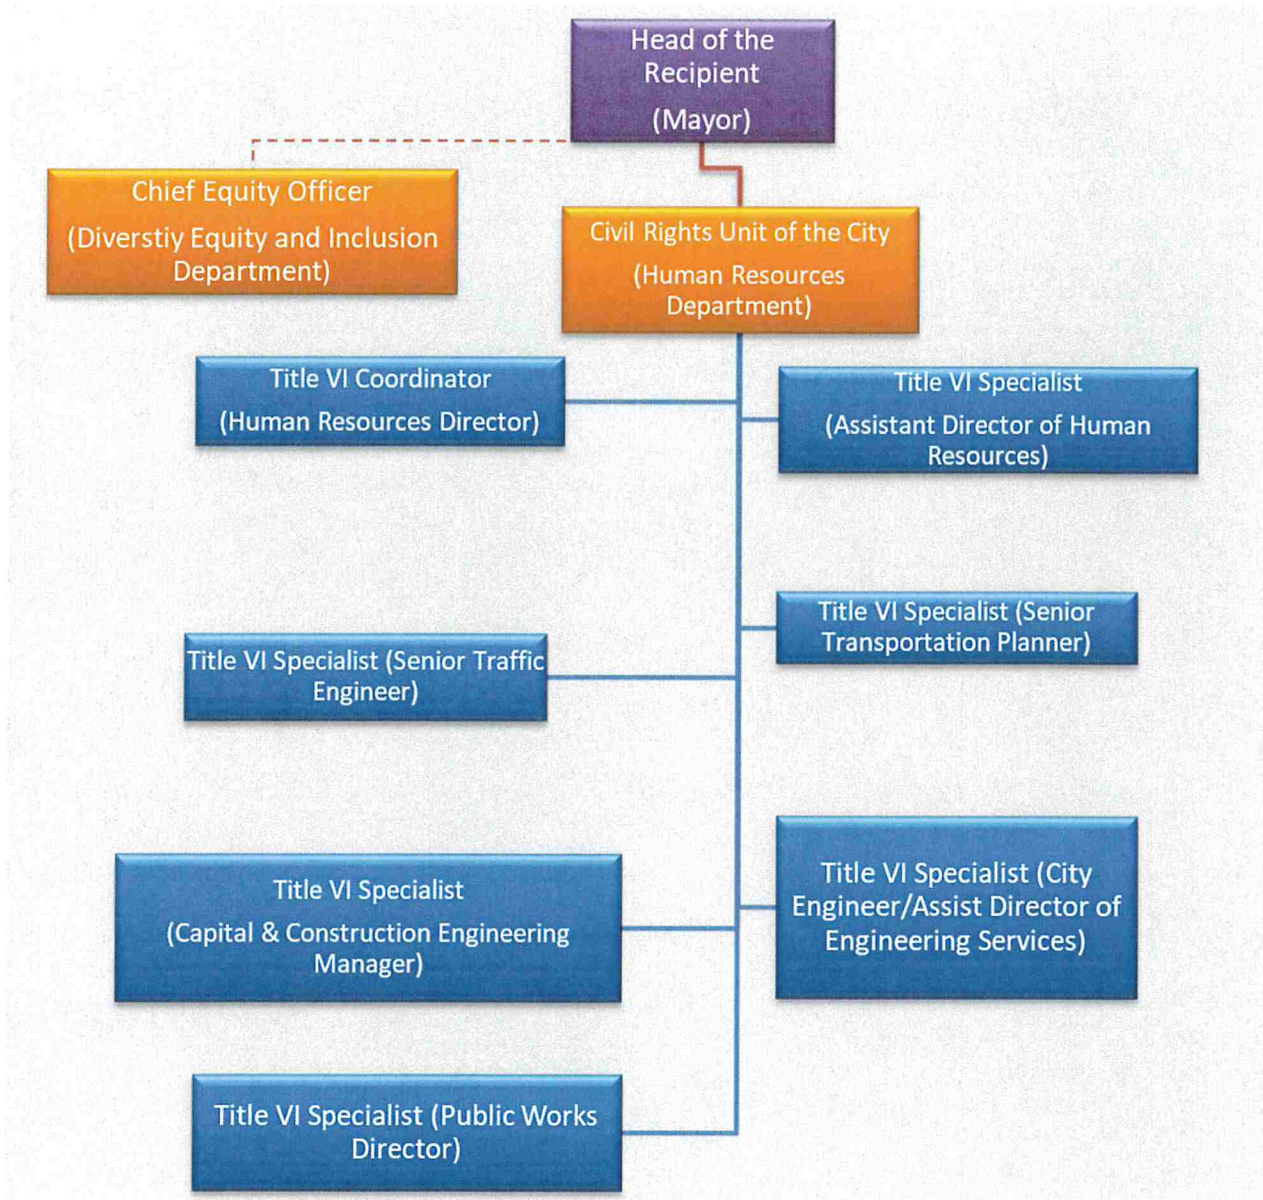 Head of the
Recipient
(Mayor)
Chief Equity Officer
(Diverstiy Equity and Inclusion
Department)
Civil Rights Unit of the City
(Human Resources
Department)
Title VI Coordinator
(Human Resources Director)
Title VI Specialist
(Assistant Director of Human
Resources)
Title VI Specialist (Senior
Transportation Planner)
Title VI Specialist (Senior Traffic
Engineer)
Title VI Specialist (City
Engineer/Assist Director of
Engineering Services)
Title VI Specialist
(Capital & Construction Engineering
Manager)
Title VI Specialist (Public Works
Director)